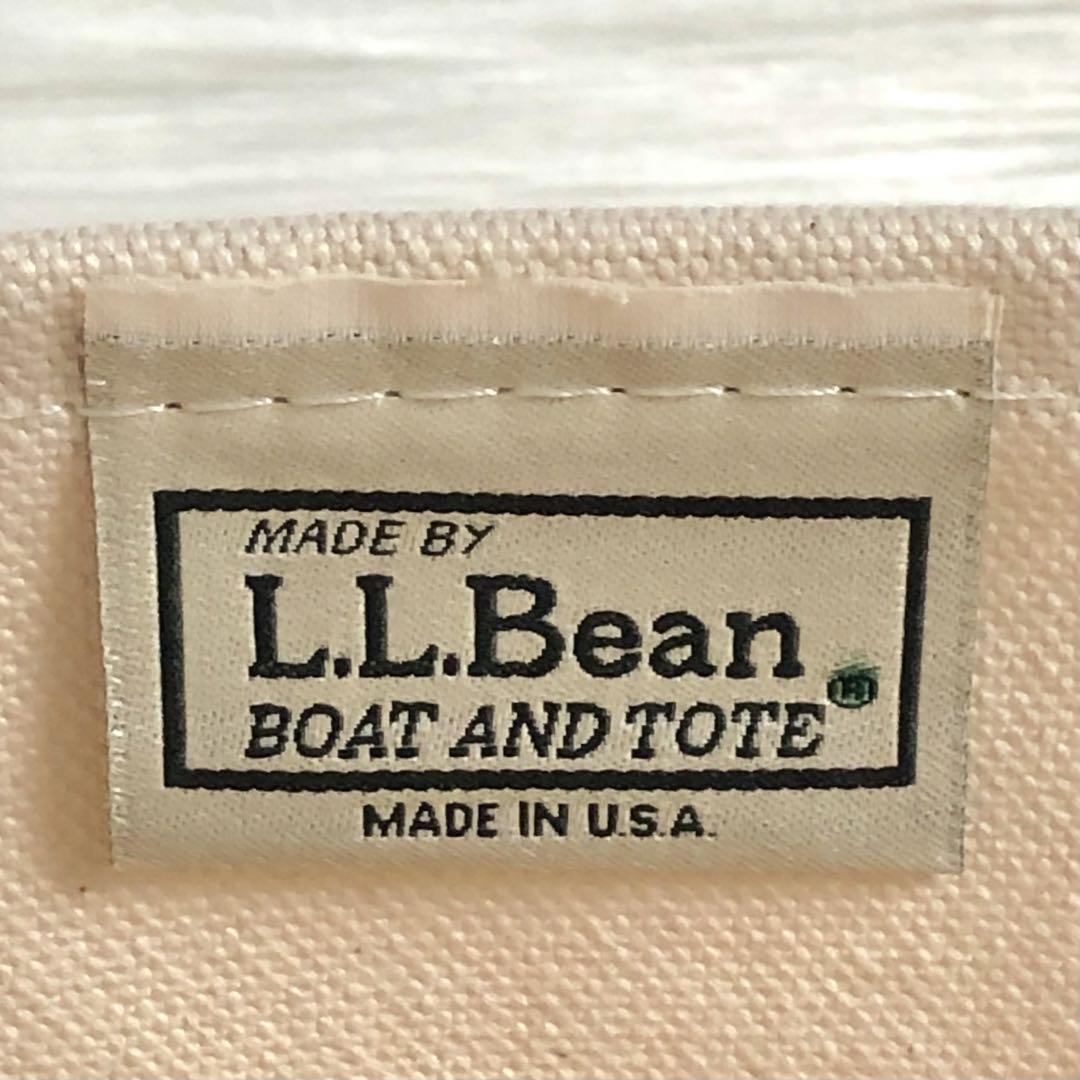 MADE BY
L.L.Bean
BOAT AND TOTE®
MADE IN U.S.A.